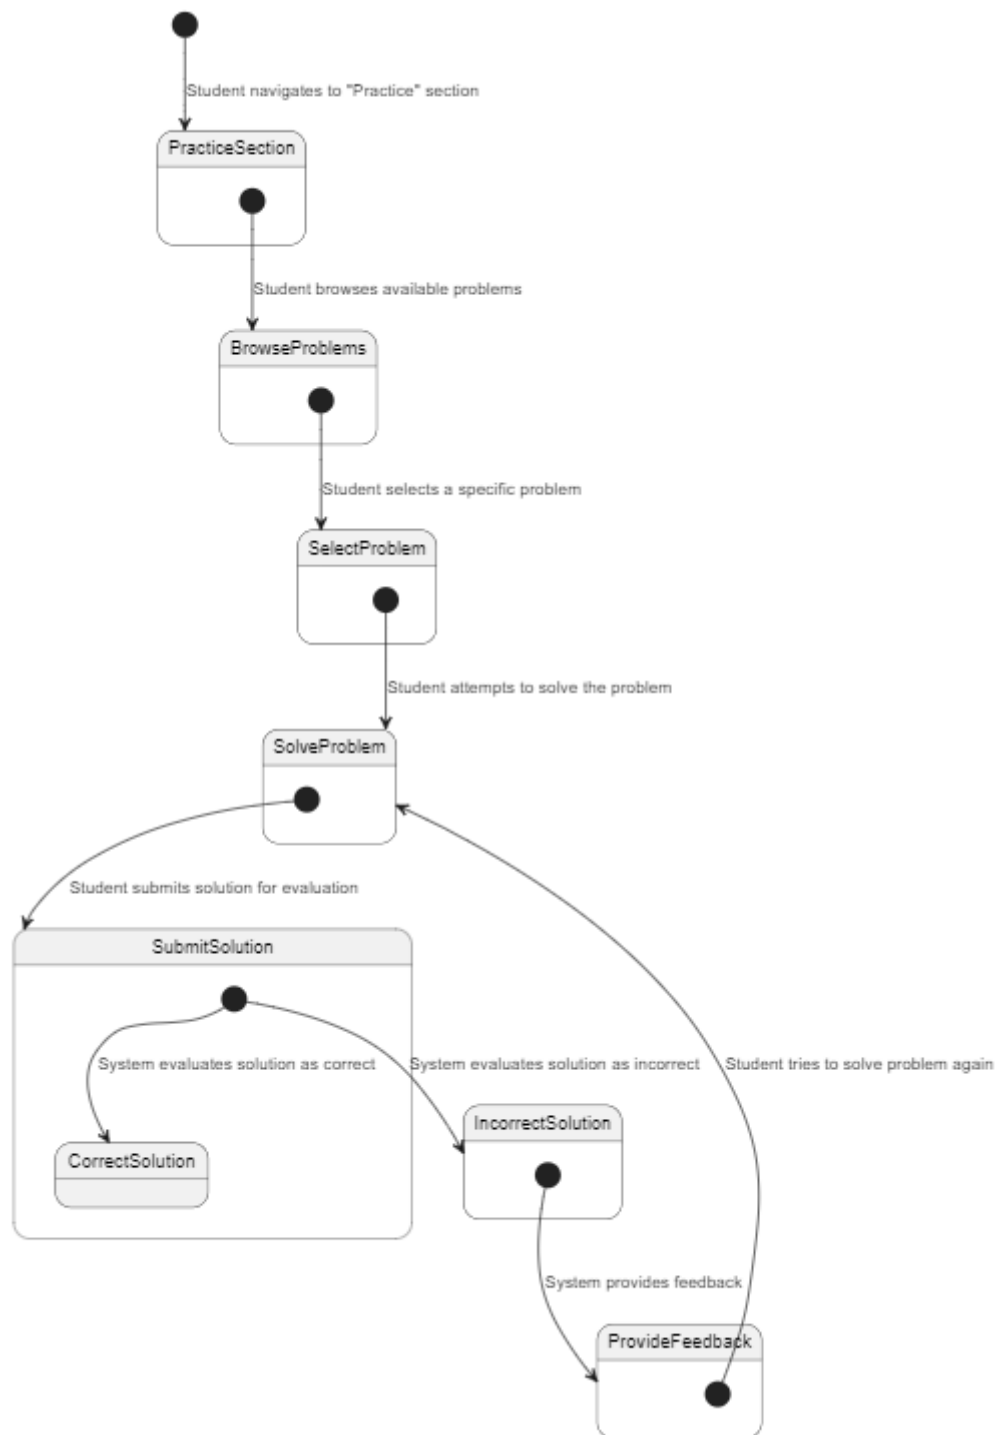 Student navigates to "Practice" section
PracticeSection
Student browses available problems
BrowseProblems
Student selects a specific problem
SelectProblem
Student attempts to solve the problem
SolveProblem
Student submits solution for evaluation
SubmitSolution
System evaluates solution as correct
System evaluates solution as incorrect
Student tries to solve problem again
IncorrectSolution
CorrectSolution
System provides feedback
ProvideFeedback